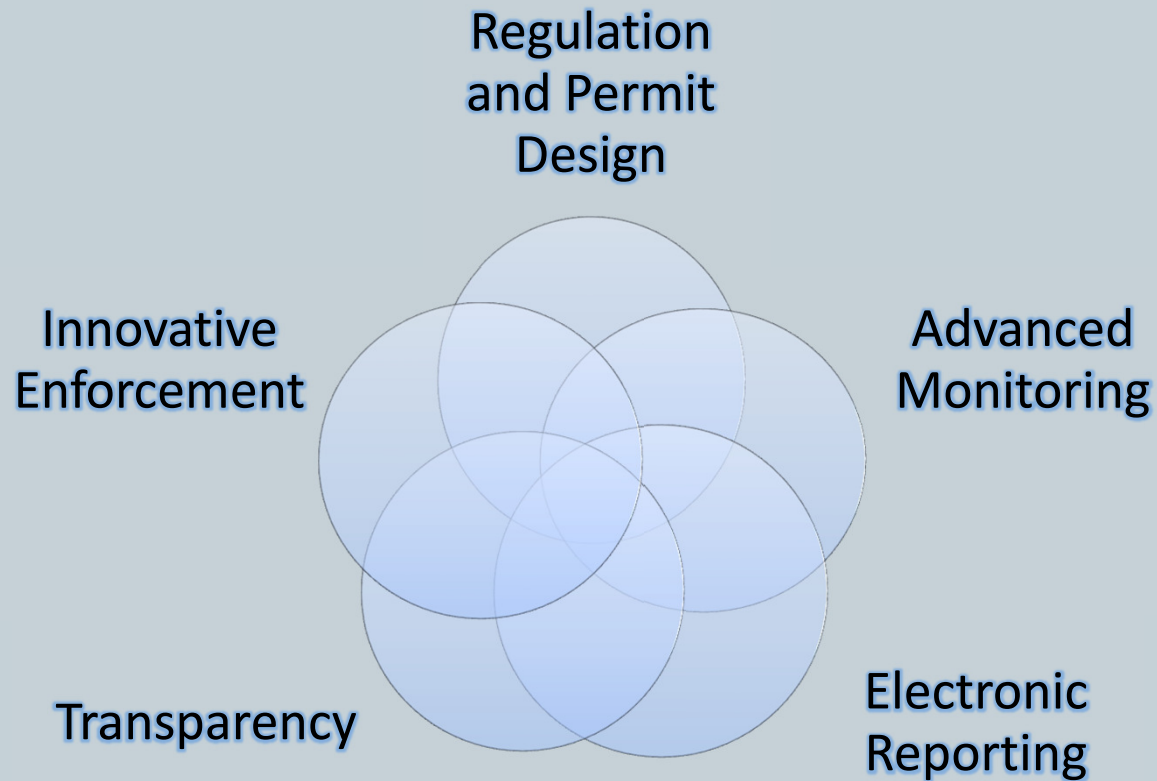 Regulation
and Permit
Design
Innovative
Enforcement
Advanced
Monitoring
Transparency
Electronic
Reporting